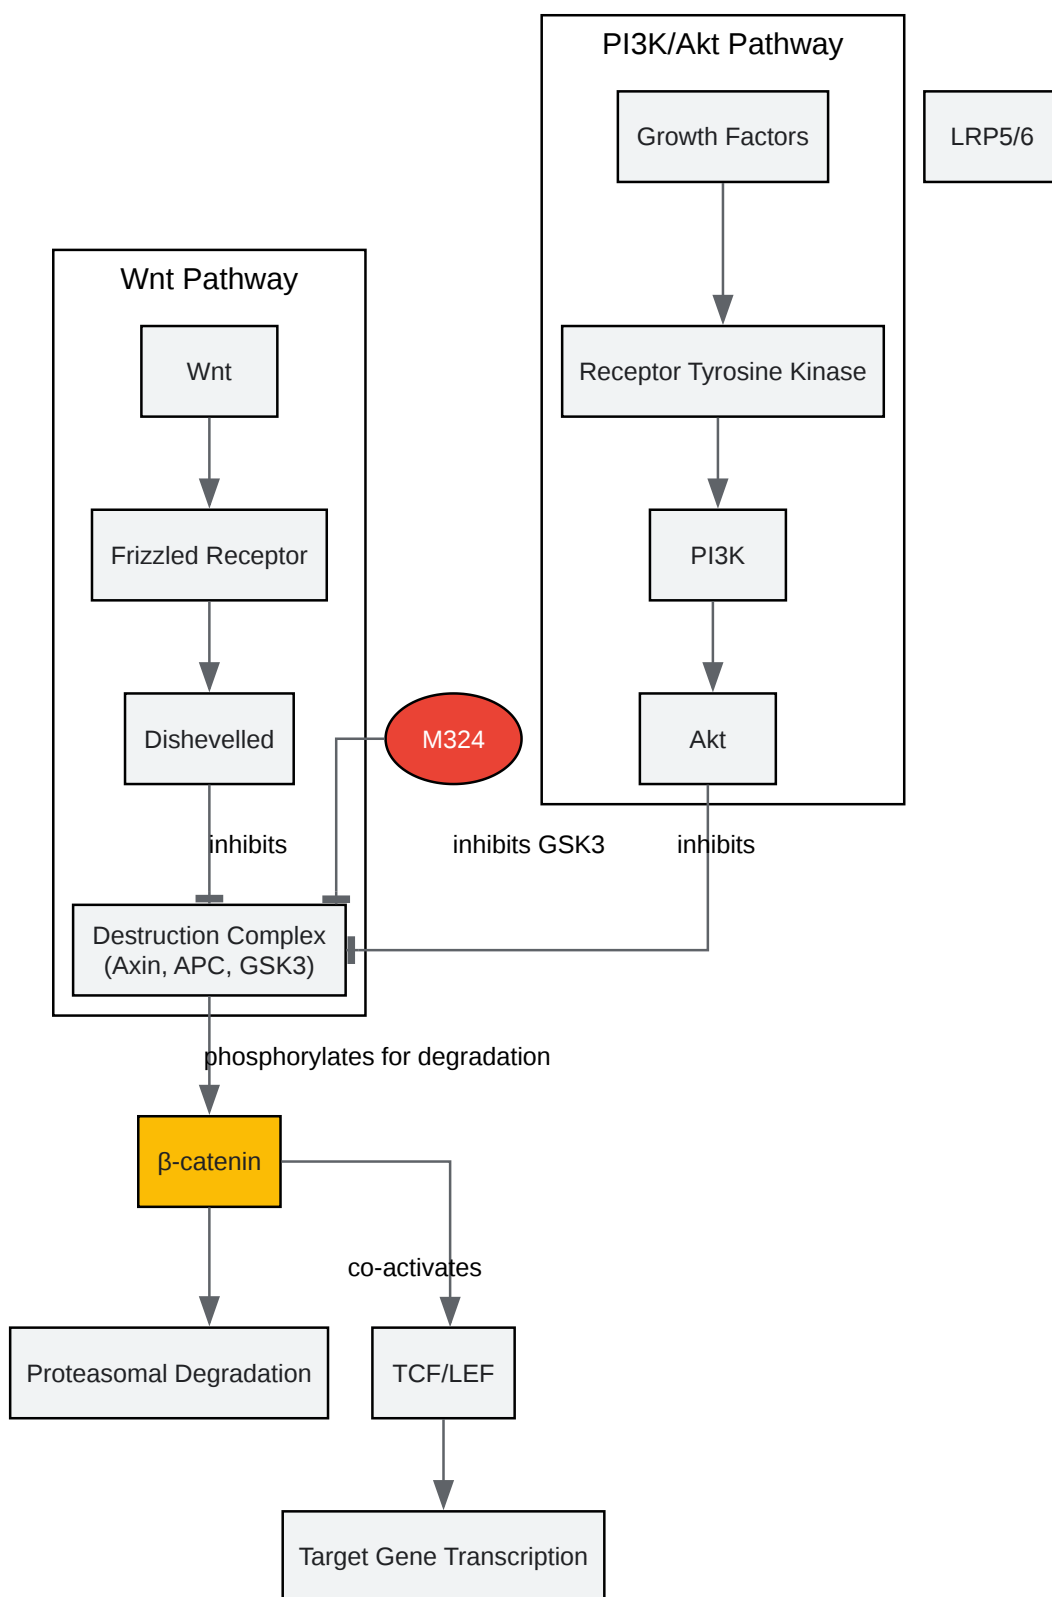 PI3K/Akt Pathway
Growth Factors
LRP5/6
Wnt Pathway
Wnt
Receptor Tyrosine Kinase
Frizzled Receptor
PI3K
Dishevelled
M324
Akt
inhibits
inhibits GSK3
inhibits
Destruction Complex
(Axin, APC, GSK3)
phosphorylates for degradation
β-catenin
co-activates
Proteasomal Degradation
TCF/LEF
Target Gene Transcription